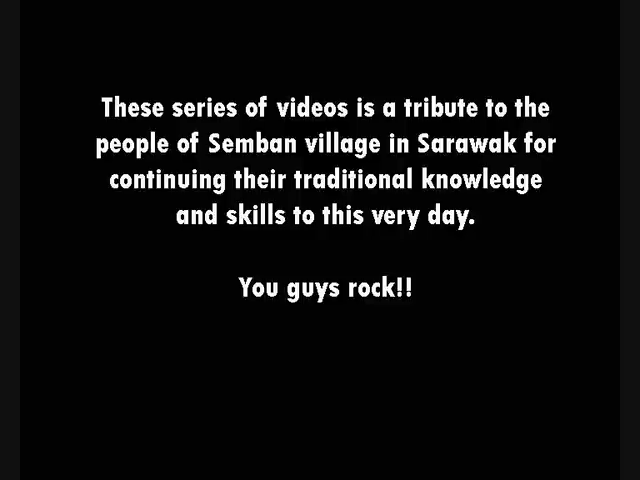 These series of videos is a tribute to the
people of Semban village in Sarawak for
continuing their traditional knowledge
and skills to this very day.
You guys rock!!